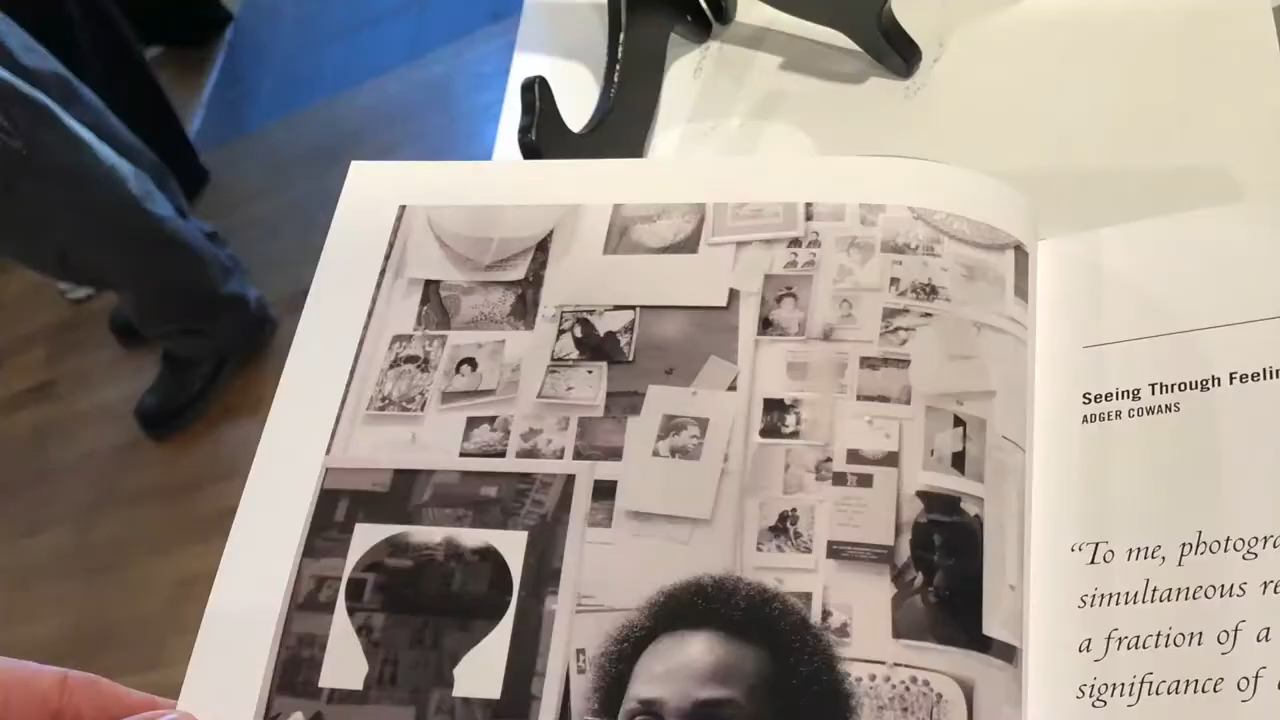 Seeing Through Feelin
ADGER COWANS
“To me, photogra
simultaneous re
a fraction of a
significance of